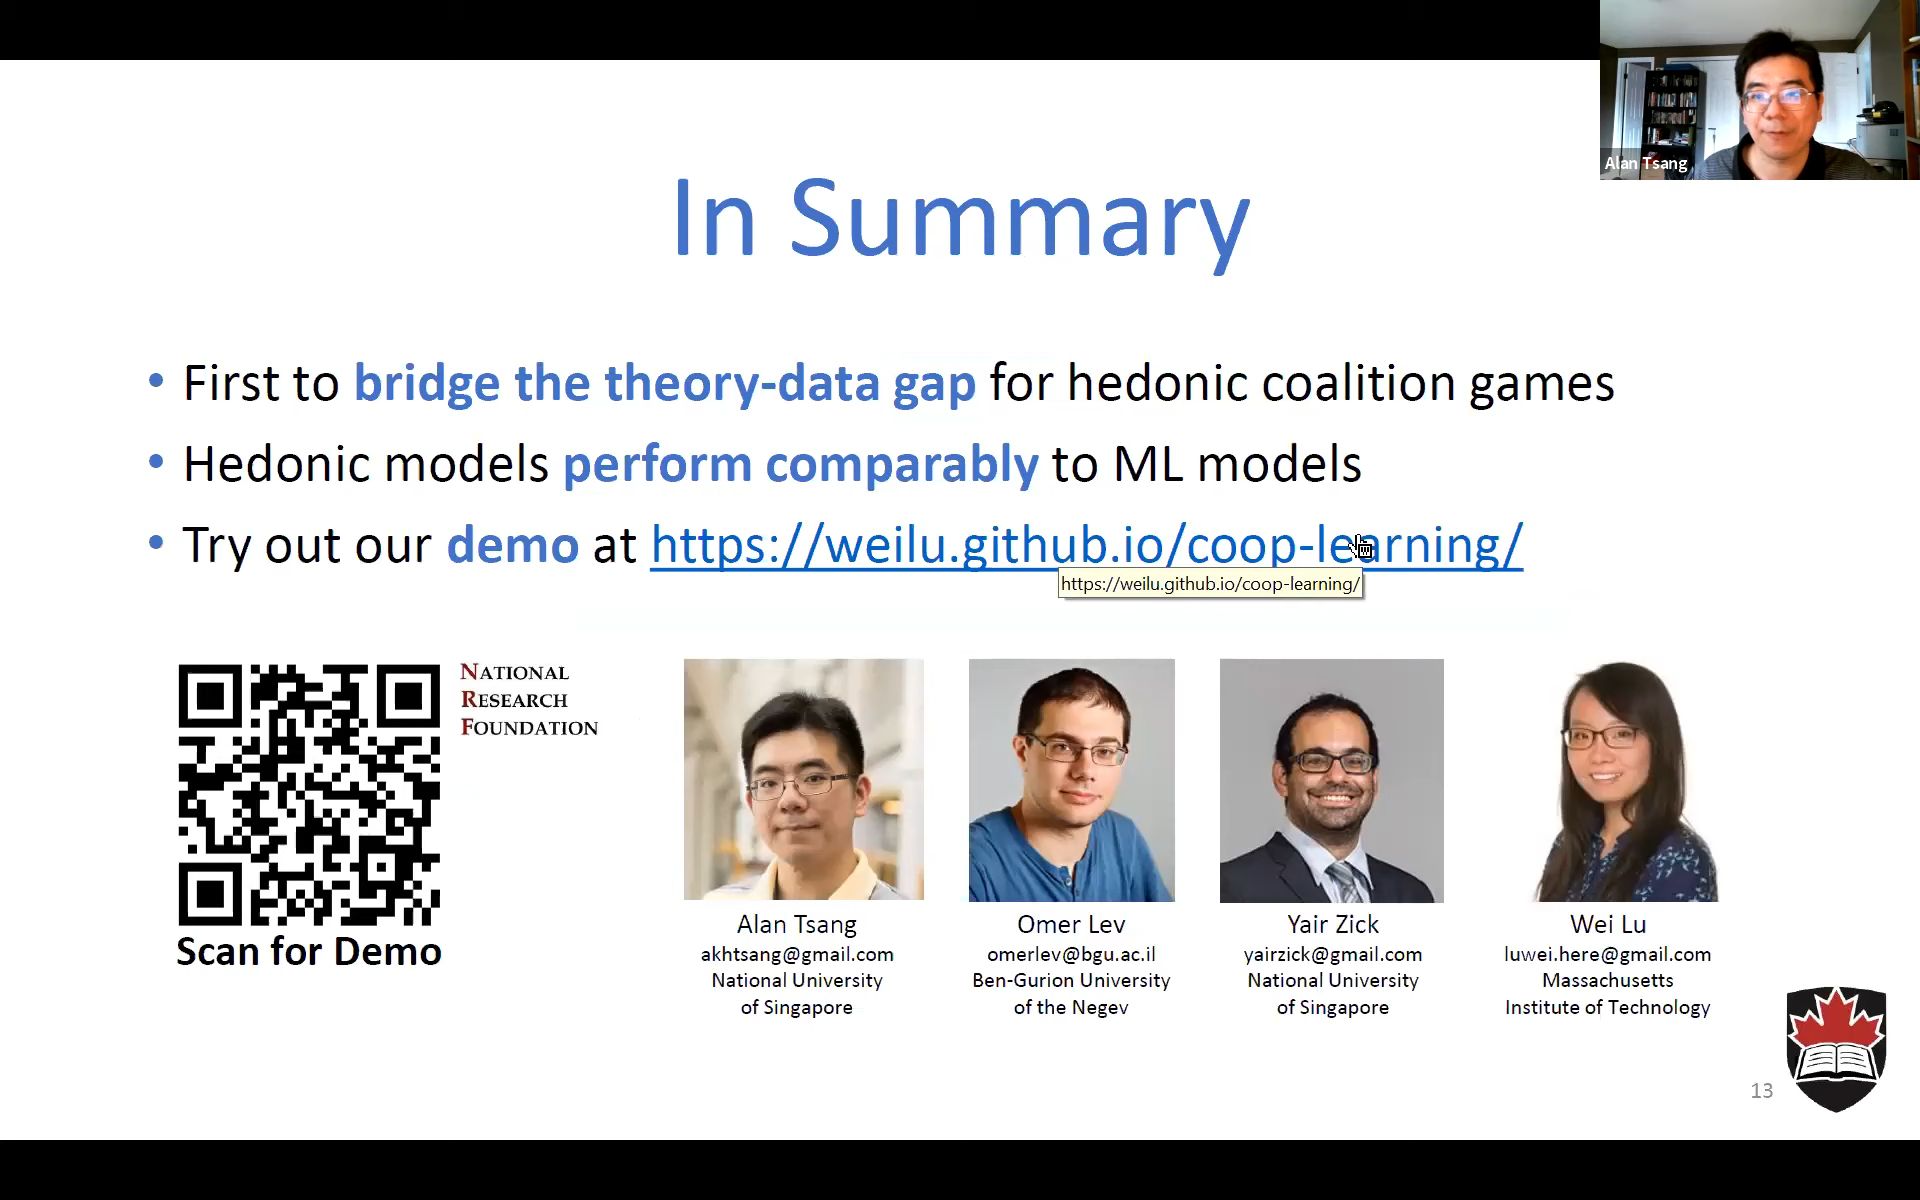 Alan Tsang
In Summary
• First to bridge the theory-data gap for hedonic coalition games
• Hedonic models perform comparably to ML models
• Try out our demo at https://weilu.github.io/coop-learning/
https://weilu.github.io/coop-learning/
NATIONAL
RESEARCH
FOUNDATION
Scan for Demo
Alan Tsang
akhtsang@gmail.com
National University
of Singapore
Omer Lev
omerlev@bgu.ac.il
Ben-Gurion University
of the Negev
Yair Zick
yairzick@gmail.com
National University
of Singapore
Wei Lu
luwei.here@gmail.com
Massachusetts
Institute of Technology
13